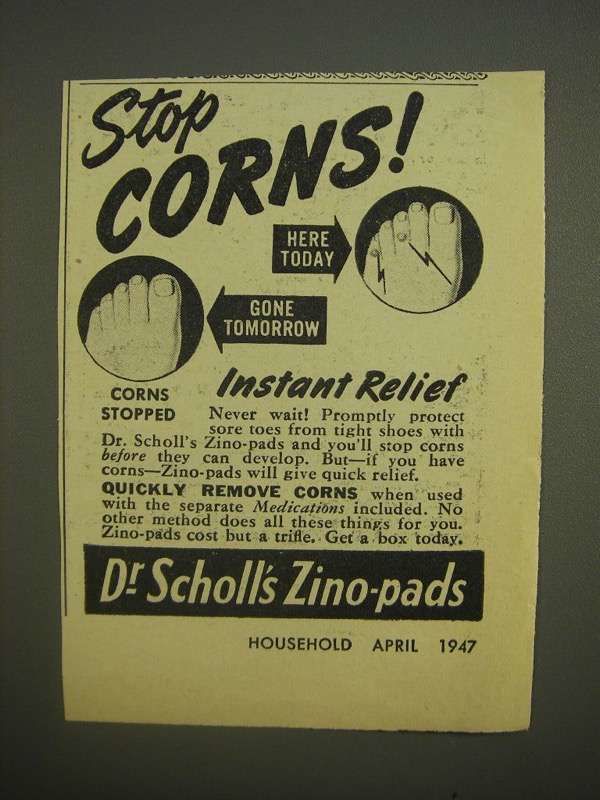 Stop
CORNS!
HERE
TODAY
GONE
TOMORROW
CORNS
STOPPED
Instant Relief
Never wait! Promptly protect
sore toes from tight shoes with
Dr. Scholl's Zino-pads and you'll stop corns
before they can develop. But—if you have
corns—Zino-pads will give quick relief.
QUICKLY REMOVE CORNS when used
with the separate Medications included. No
other method does all these things for you.
Zino-pads cost but a trifle. Get a box today.
Dr Scholl's Zino-pads
HOUSEHOLD APRIL 1947